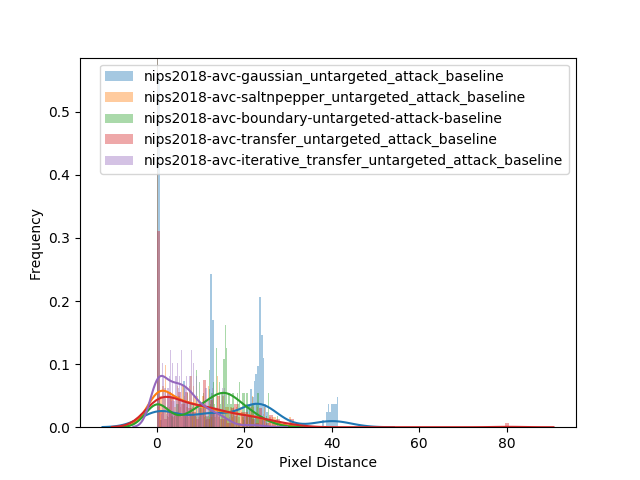 nips2018-avc-gaussian_untargeted_attack_baseline
nips2018-avc-saltnpepper_untargeted_attack_baseline
nips2018-avc-boundary-untargeted-attack-baseline
nips2018-avc-transfer_untargeted_attack_baseline
nips2018-avc-iterative_transfer_untargeted_attack_baseline
0.5
0.4
0.3
0.2
0.1
0.0
Frequency
0 20 40 60 80
Pixel Distance